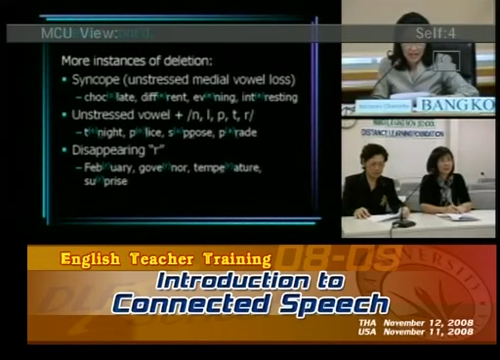 MCU View:
Self:4
More instances of deletion:
Syncope (unstressed medial vowel loss)
– choc(o)late, diff(e)rent, ev(e)ning, int(e)resting
Unstressed vowel + /n, l, p, t, r/
– t(o)night, p(o)lice, s(u)ppose, p(a)rade
Disappearing "r"
– Feb(r)uary, gove(r)nor, tempe(r)ature,
su(r)prise
BANGKO
DISTANCE LEARNING FOUNDATION
English Teacher Training
Introduction to
Connected Speech
THA November 12, 2008
USA November 11, 2008